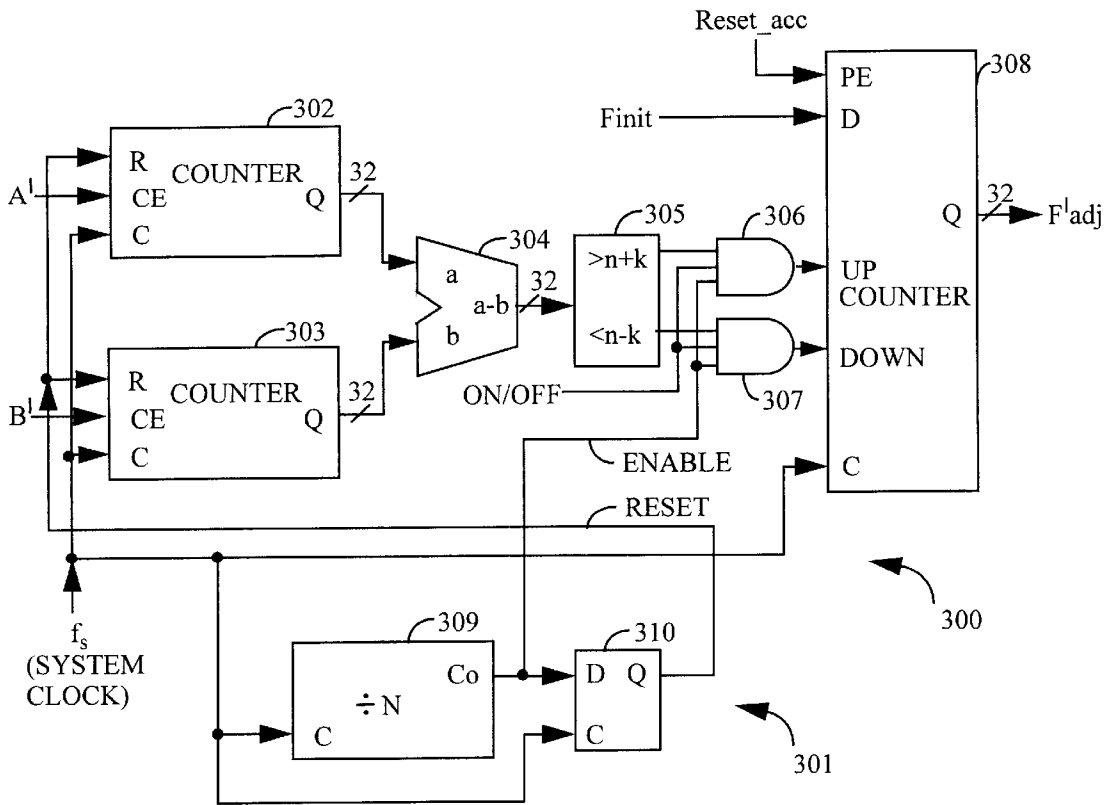 Reset_acc
308
PE
Finit
D
302
R
COUNTER
32
A'
CE
Q
C
305
306
32
Q
F'adj
304
>n+k
a
32
a-b
UP
COUNTER
b
<n-k
303
DOWN
R
COUNTER
32
ON/OFF
307
B'
CE
Q
C
ENABLE
C
RESET
fs
(SYSTEM
CLOCK)
309
310
300
Co
D Q
÷N
C
C
301